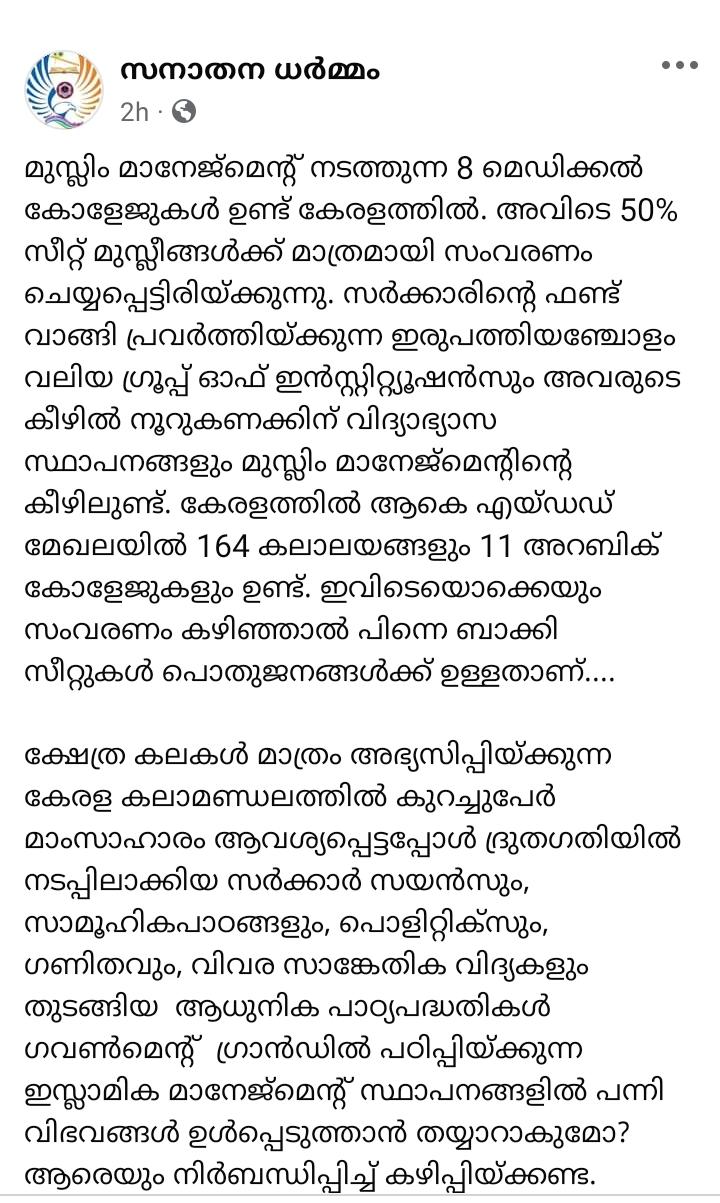 സനാതന ധർമ്മം
2h ·
മുസ്ലിം മാനേജ്മെന്റ് നടത്തുന്ന 8 മെഡിക്കൽ
കോളേജുകൾ ഉണ്ട് കേരളത്തിൽ. അവിടെ 50%
സീറ്റ് മുസ്ലീങ്ങൾക്ക് മാത്രമായി സംവരണം
ചെയ്യപ്പെട്ടിരിയ്ക്കുന്നു. സർക്കാരിന്റെ ഫണ്ട്
വാങ്ങി പ്രവർത്തിയ്ക്കുന്ന ഇരുപത്തിയഞ്ചോളം
വലിയ ഗ്രൂപ്പ് ഓഫ് ഇൻസ്റ്റിറ്റ്യൂഷൻസും അവരുടെ
കീഴിൽ നൂറുകണക്കിന് വിദ്യാഭ്യാസ
സ്ഥാപനങ്ങളും മുസ്ലിം മാനേജ്മെന്റിന്റെ
കീഴിലുണ്ട്. കേരളത്തിൽ ആകെ എയ്ഡഡ്
മേഖലയിൽ 164 കലാലയങ്ങളും 11 അറബിക്
കോളേജുകളും ഉണ്ട്. ഇവിടെയൊക്കെയും
സംവരണം കഴിഞ്ഞാൽ പിന്നെ ബാക്കി
സീറ്റുകൾ പൊതുജനങ്ങൾക്ക് ഉള്ളതാണ്....
ക്ഷേത്ര കലകൾ മാത്രം അഭ്യസിപ്പിയ്ക്കുന്ന
കേരള കലാമണ്ഡലത്തിൽ കുറച്ചുപേർ
മാംസാഹാരം ആവശ്യപ്പെട്ടപ്പോൾ ദ്രുതഗതിയിൽ
നടപ്പിലാക്കിയ സർക്കാർ സയൻസും,
സാമൂഹികപാഠങ്ങളും, പൊളിറ്റിക്സും,
ഗണിതവും, വിവര സാങ്കേതിക വിദ്യകളും
തുടങ്ങിയ  ആധുനിക പാഠ്യപദ്ധതികൾ
ഗവൺമെന്റ്  ഗ്രാൻഡിൽ പഠിപ്പിയ്ക്കുന്ന
ഇസ്ലാമിക മാനേജ്മെന്റ് സ്ഥാപനങ്ങളിൽ പന്നി
വിഭവങ്ങൾ ഉൾപ്പെടുത്താൻ തയ്യാറാകുമോ?
ആരെയും നിർബന്ധിപ്പിച്ച് കഴിപ്പിയ്ക്കണ്ട.